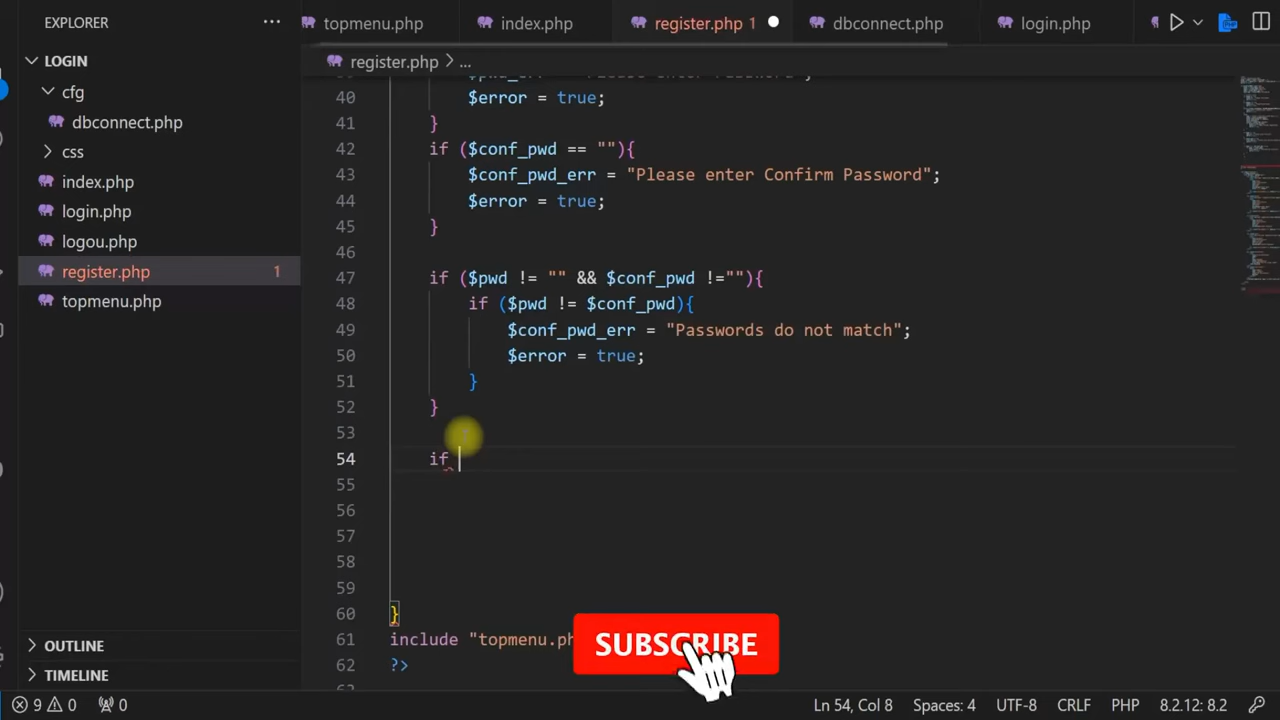 EXPLORER
LOGIN
cfg
dbconnect.php
css
index.php
login.php
logou.php
register.php 1
topmenu.php
OUTLINE
TIMELINE
topmenu.php index.php register.php 1 dbconnect.php login.php
register.php > ...
40 $error = true;
41 }
42 if ($conf_pwd == ""){
43 $conf_pwd_err = "Please enter Confirm Password";
44 $error = true;
45 }
46
47 if ($pwd != "" && $conf_pwd !=""){
48 if ($pwd != $conf_pwd){
49 $conf_pwd_err = "Passwords do not match";
50 $error = true;
51 }
52 }
53
54 if
55
56
57
58
59
60 }
61 include "topmenu.ph
62 ?>
SUBSCRIBE
9 0 0 Ln 54, Col 8 Spaces: 4 UTF-8 CRLF PHP 8.2.12: 8.2